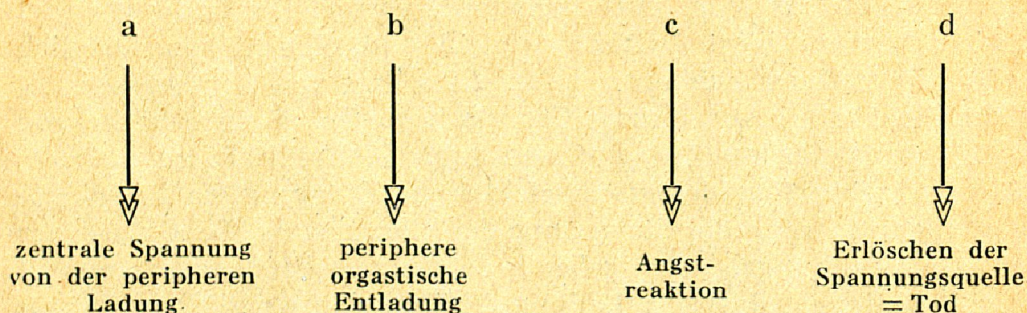 a b c d
zentrale Spannung
von der peripheren
Ladung
periphere
orgastische
Entladung
Angst-
reaktion
Erlöschen der
Spannungsquelle
= Tod